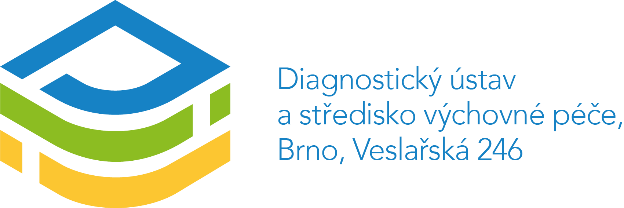 Diagnostický ústav
a středisko výchovné péče,
Brno, Veslařská 246